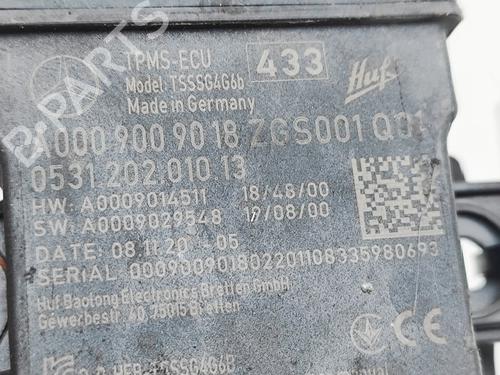 TPMS-ECU 433 Huf
Model: TSSSG4G6b
Made in Germany
A000 900 90 18 ZGS001 Q01
0531.202.010.13
HW: A0009014511 18/48/00
SW: A0009029548 17/08/00
DATE: 08.11.20 - 05
SERIAL: 00090090180220110833598069​3
Huf Baolong Electronics Bretten GmbH
Gewerbestr. 40, 75015 Bretten